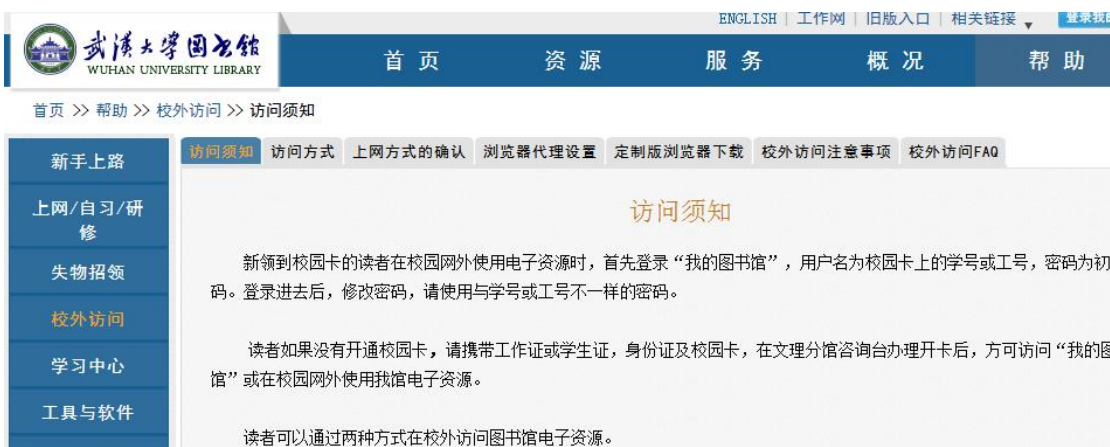 ENGLISH | 工作网 | 旧版入口 | 相关链接
登录我的
武汉大学图书馆
WUHAN UNIVERSITY LIBRARY
首页 资源 服务 概况 帮助
首页 >> 帮助 >> 校外访问 >> 访问须知
访问须知 访问方式 上网方式的确认 浏览器代理设置 定制版浏览器下载 校外访问注意事项 校外访问FAQ
新手上路
上网/自习/研
修
失物招领
校外访问
学习中心
工具与软件
访问须知
新领到校园卡的读者在校园网外使用电子资源时，首先登录“我的图书馆”，用户名为校园卡上的学号或工号，密码为初
码。登录进去后，修改密码，请使用与学号或工号不一样的密码。
读者如果没有开通校园卡，请携带工作证或学生证，身份证及校园卡，在文理分馆咨询台办理开卡后，方可访问“我的图
馆”或在校园网外使用我馆电子资源。
读者可以通过两种方式在校外访问图书馆电子资源。